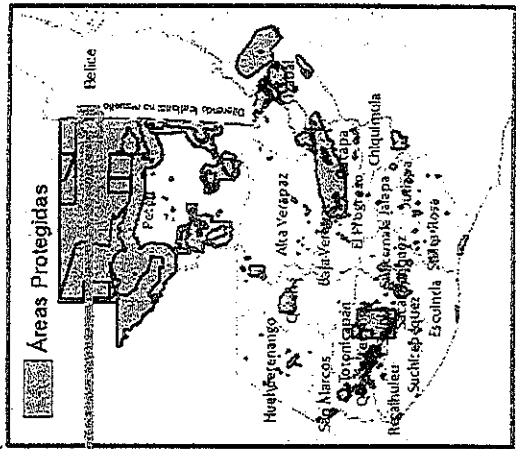 Áreas Protegidas
Belice
Petén
Izabal
Alta Verapaz
Huehuetenango
Quiché
Baja Verapaz
Zacapa
El Progreso
Chiquimula
San Marcos
Totonicapán
Guatemala
Jalapa
Jutiapa
Santa Rosa
Retalhuleu
Suchitepéquez
Escuintla